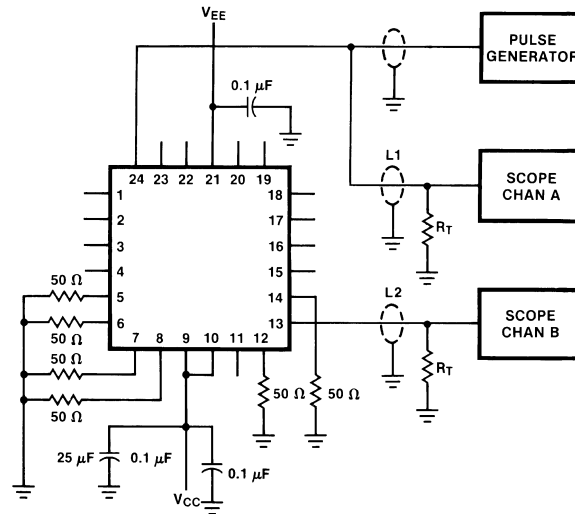 VEE
PULSE
GENERATOR
0.1 μF
24 23 22 21 20 19
L1
SCOPE
CHAN A
1 18
2 17
RT
3 16
4 15
50 Ω
L2
5 14
50 Ω
6 13
SCOPE
CHAN B
50 Ω
7 8 9 10 11 12
RT
50 Ω 50 Ω
50 Ω
25 μF 0.1 μF
0.1 μF
VCC